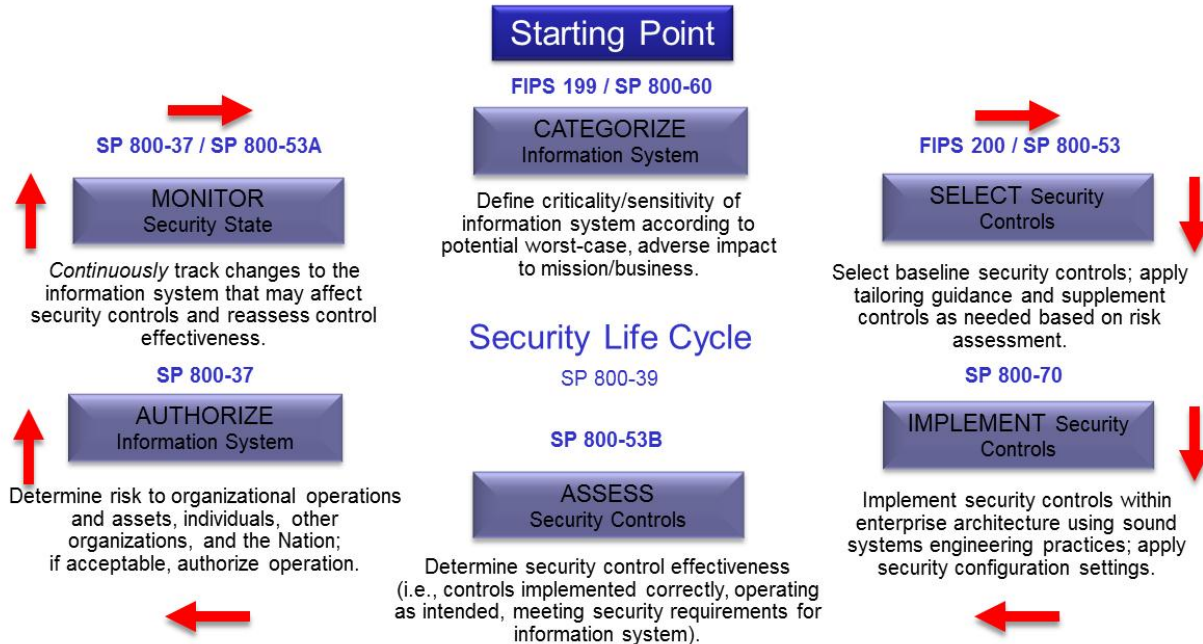 Starting Point
FIPS 199 / SP 800-60
CATEGORIZE
Information System
Define criticality/sensitivity of
information system according to
potential worst-case, adverse impact
to mission/business.
SP 800-37 / SP 800-53A
MONITOR
Security State
Continuously track changes to the
information system that may affect
security controls and reassess control
effectiveness.
FIPS 200 / SP 800-53
SELECT Security
Controls
Select baseline security controls; apply
tailoring guidance and supplement
controls as needed based on risk
assessment.
Security Life Cycle
SP 800-39
SP 800-37
AUTHORIZE
Information System
Determine risk to organizational operations
and assets, individuals, other
organizations, and the Nation;
if acceptable, authorize operation.
SP 800-53B
ASSESS
Security Controls
Determine security control effectiveness
(i.e., controls implemented correctly, operating
as intended, meeting security requirements for
information system).
SP 800-70
IMPLEMENT Security
Controls
Implement security controls within
enterprise architecture using sound
systems engineering practices; apply
security configuration settings.